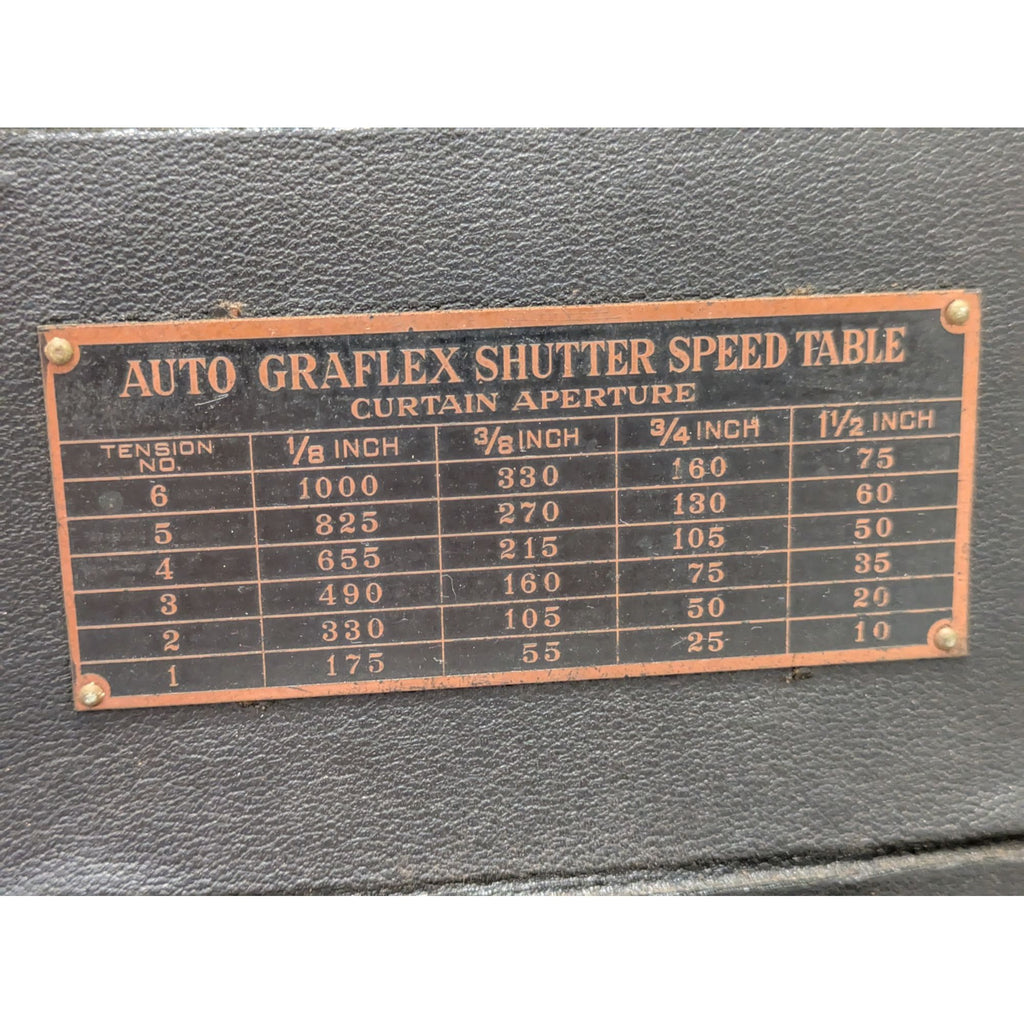 AUTO GRAFLEX SHUTTER SPEED TABLE
CURTAIN APERTURE
TENSION NO. 1/8 INCH 3/8 INCH 3/4 INCH 1 1/2 INCH
6 1000 330 160 75
5 825 270 130 60
4 655 215 105 50
3 490 160 75 35
2 330 105 50 20
1 175 55 25 10